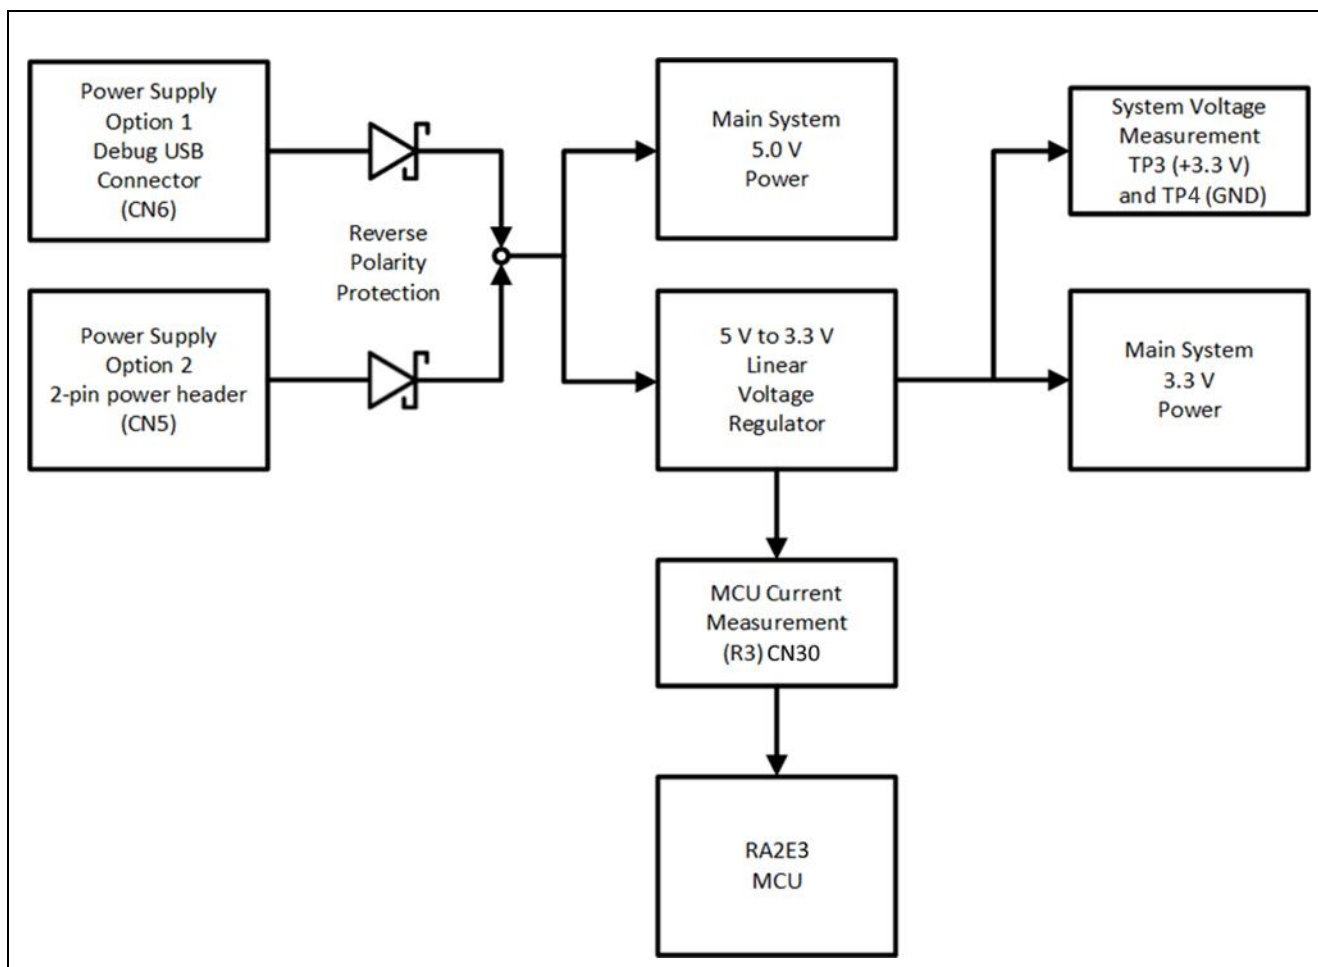 Power Supply
Option 1
Debug USB
Connector
(CN6)
Reverse
Polarity
Protection
Power Supply
Option 2
2-pin power header
(CN5)
Main System
5.0 V
Power
5 V to 3.3 V
Linear
Voltage
Regulator
System Voltage
Measurement
TP3 (+3.3 V)
and TP4 (GND)
Main System
3.3 V
Power
MCU Current
Measurement
(R3) CN30
RA2E3
MCU